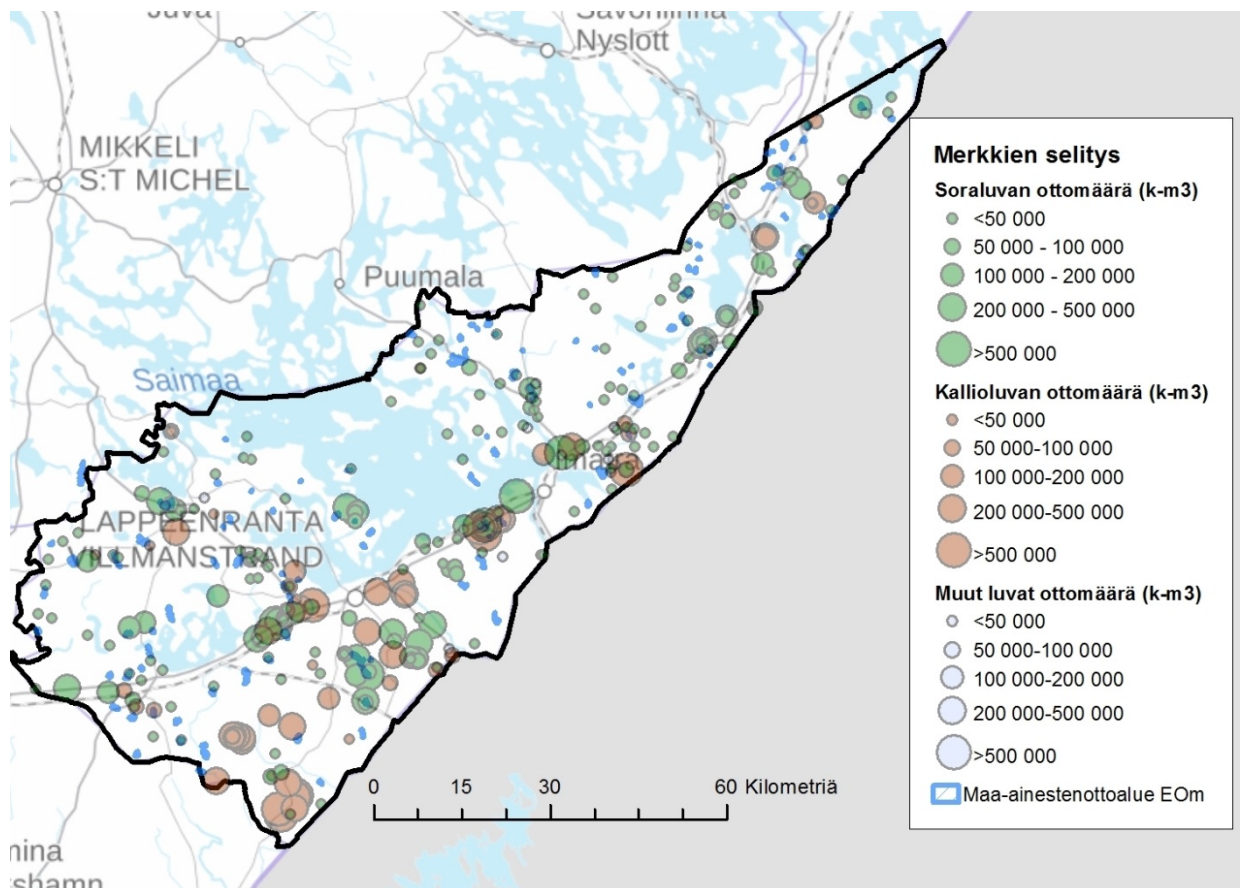 Juva
Savonlinna
Nyslott
MIKKELI
S:T MICHEL
Puumala
Saimaa
Imatra
LAPPEENRANTA
VILLMANSTRAND
0 15 30 60 Kilometriä
mina
shamn
Merkkien selitys
Soraluvan ottomäärä (k-m3)
<50 000
50 000 - 100 000
100 000 - 200 000
200 000 - 500 000
>500 000
Kallioluvan ottomäärä (k-m3)
<50 000
50 000-100 000
100 000-200 000
200 000-500 000
>500 000
Muut luvat ottomäärä (k-m3)
<50 000
50 000-100 000
100 000-200 000
200 000-500 000
>500 000
Maa-ainestenottoalue EOm